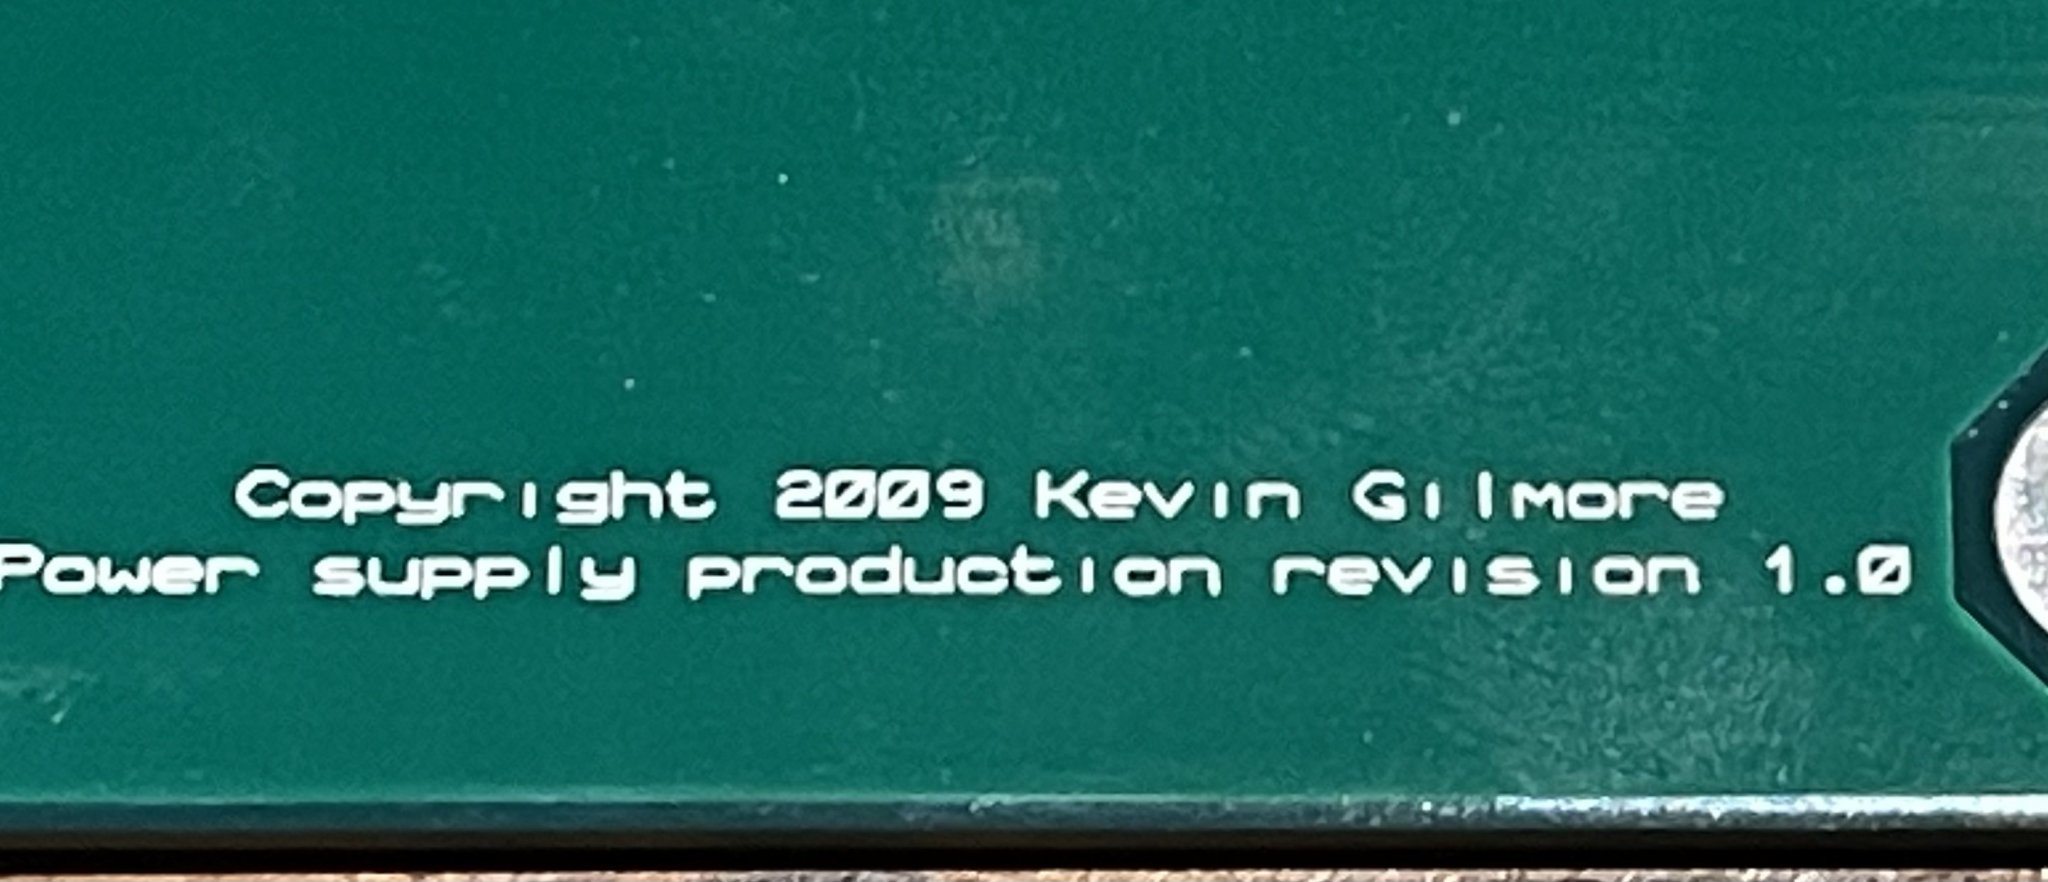 Copyright 2009 Kevin Gilmore
Power supply production revision 1.0